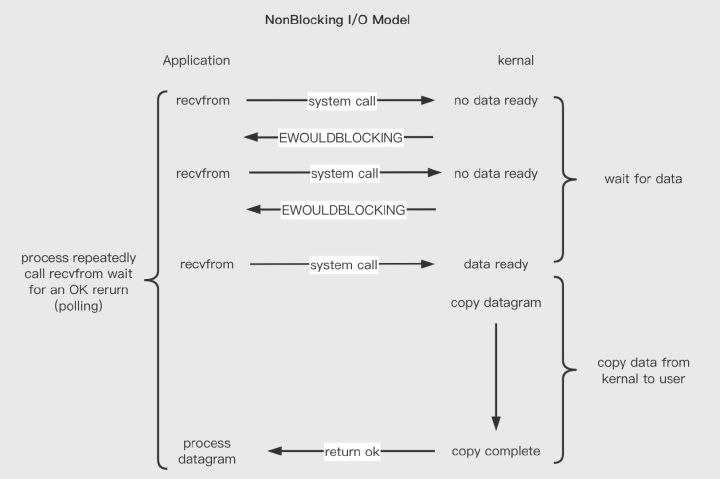 NonBlocking I/O Model
Application
kernal
recvfrom
system call
no data ready
EWOULDBLOCKING
recvfrom
system call
no data ready
wait for data
EWOULDBLOCKING
process repeatedly
call recvfrom wait
for an OK rerurn
(polling)
recvfrom
system call
data ready
copy datagram
copy data from
kernal to user
process
datagram
return ok
copy complete